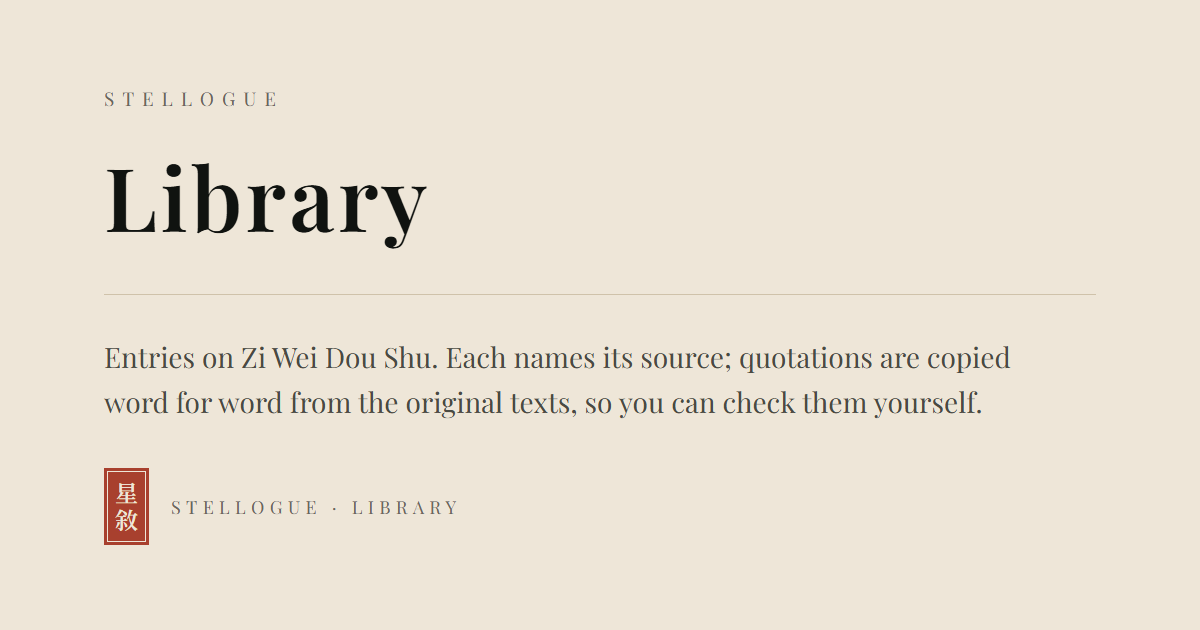 STELLOGUE
Library
Entries on Zi Wei Dou Shu. Each names its source; quotations are copied
word for word from the original texts, so you can check them yourself.
星
敘
STELLOGUE · LIBRARY